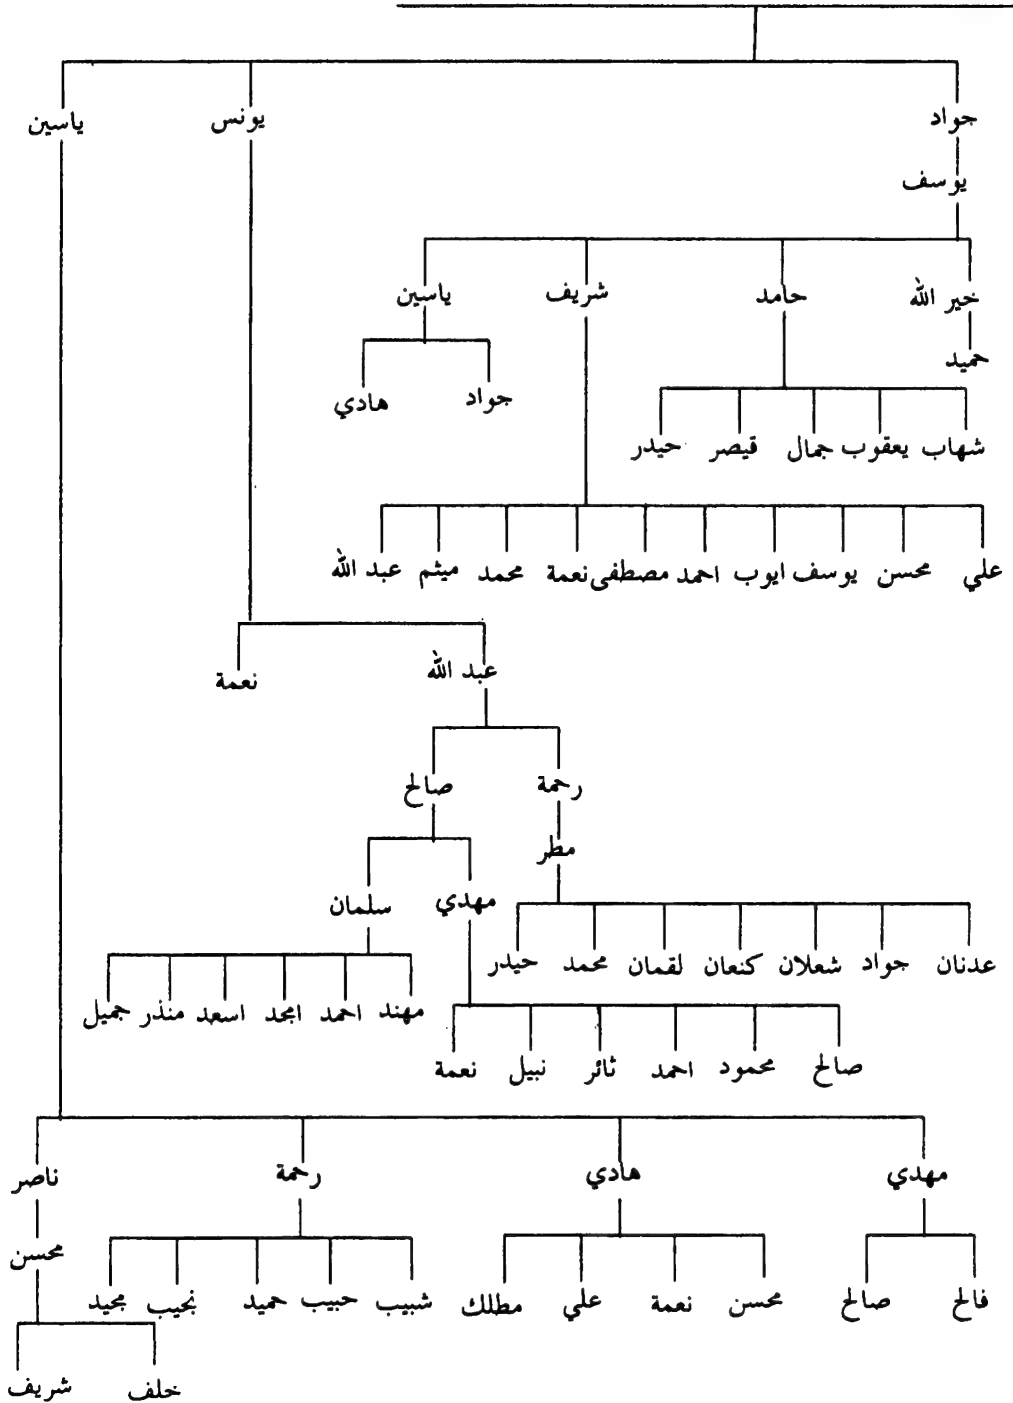 جواد يونس ياسين
يوسف
خير الله حامد شريف ياسين
حميد
جواد هادي
شهاب يعقوب جمال قيصر حيدر
علي محسن يوسف ايوب احمد مصطفى نعمة محمد ميثم عبد الله
عبد الله نعمة
رحمة صالح
مطر
مهدي سلمان
عدنان جواد شعلان كنعان لقمان محمد حيدر
مهند احمد امجد اسعد منذر جميل
صالح محمود احمد ثائر نبيل نعمة
مهدي هادي رحمة ناصر
محسن
فالح صالح محسن نعمة علي مطلك شبيب حبيب حميد نجيب مجيد
خلف شريف